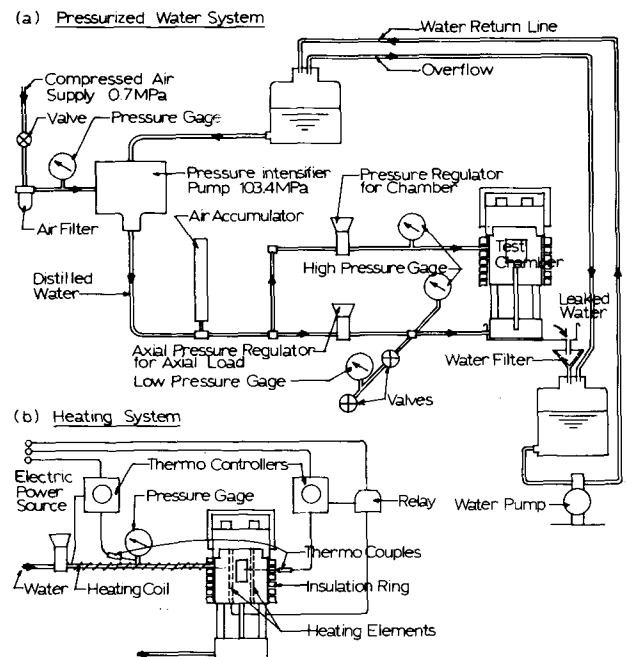 (a) Pressurized Water System
Water Return Line
Overflow
Compressed Air
Supply 0.7MPa
Valve
Pressure Gage
Pressure intensifier
Pump 103.4MPa
Air Filter
Air Accumulator
Pressure Regulator
for Chamber
Test
Chamber
High Pressure Gage
Distilled
Water
Leaked
Water
Axial Pressure Regulator
for Axial Load
Low Pressure Gage
Valves
Water Filter
Water Pump
(b) Heating System
Electric
Power
Source
Thermo Controllers
Pressure Gage
Relay
Thermo Couples
Water
Heating Coil
Insulation Ring
Heating Elements